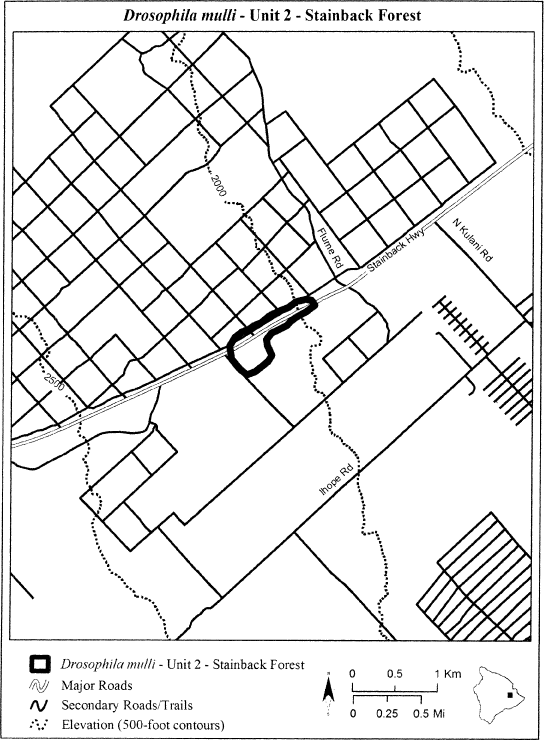 Drosophila mulli - Unit 2 - Stainback Forest
2000
Flume Rd
Stainback Hwy
N Kulani Rd
2500
Ihope Rd
Drosophila mulli - Unit 2 - Stainback Forest
Major Roads
Secondary Roads/Trails
Elevation (500-foot contours)
0 0.5 1 Km
0 0.25 0.5 Mi